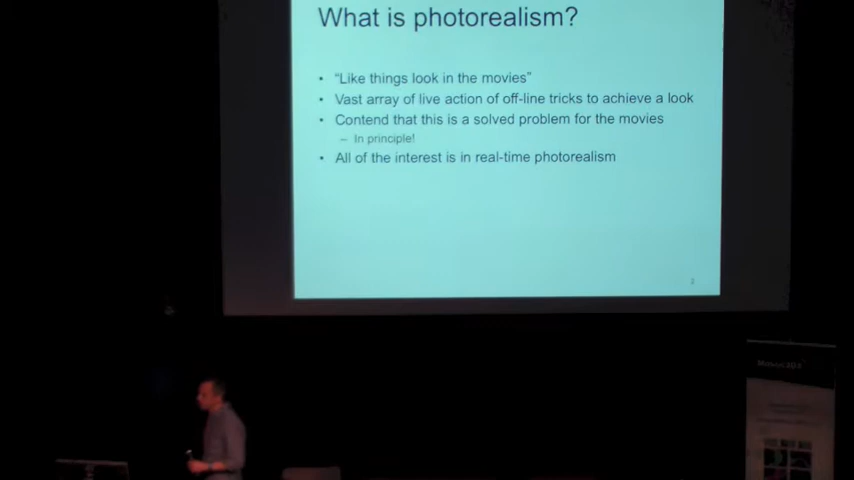 What is photorealism?
• "Like things look in the movies"
• Vast array of live action of off-line tricks to achieve a look
• Contend that this is a solved problem for the movies
– In principle!
• All of the interest is in real-time photorealism